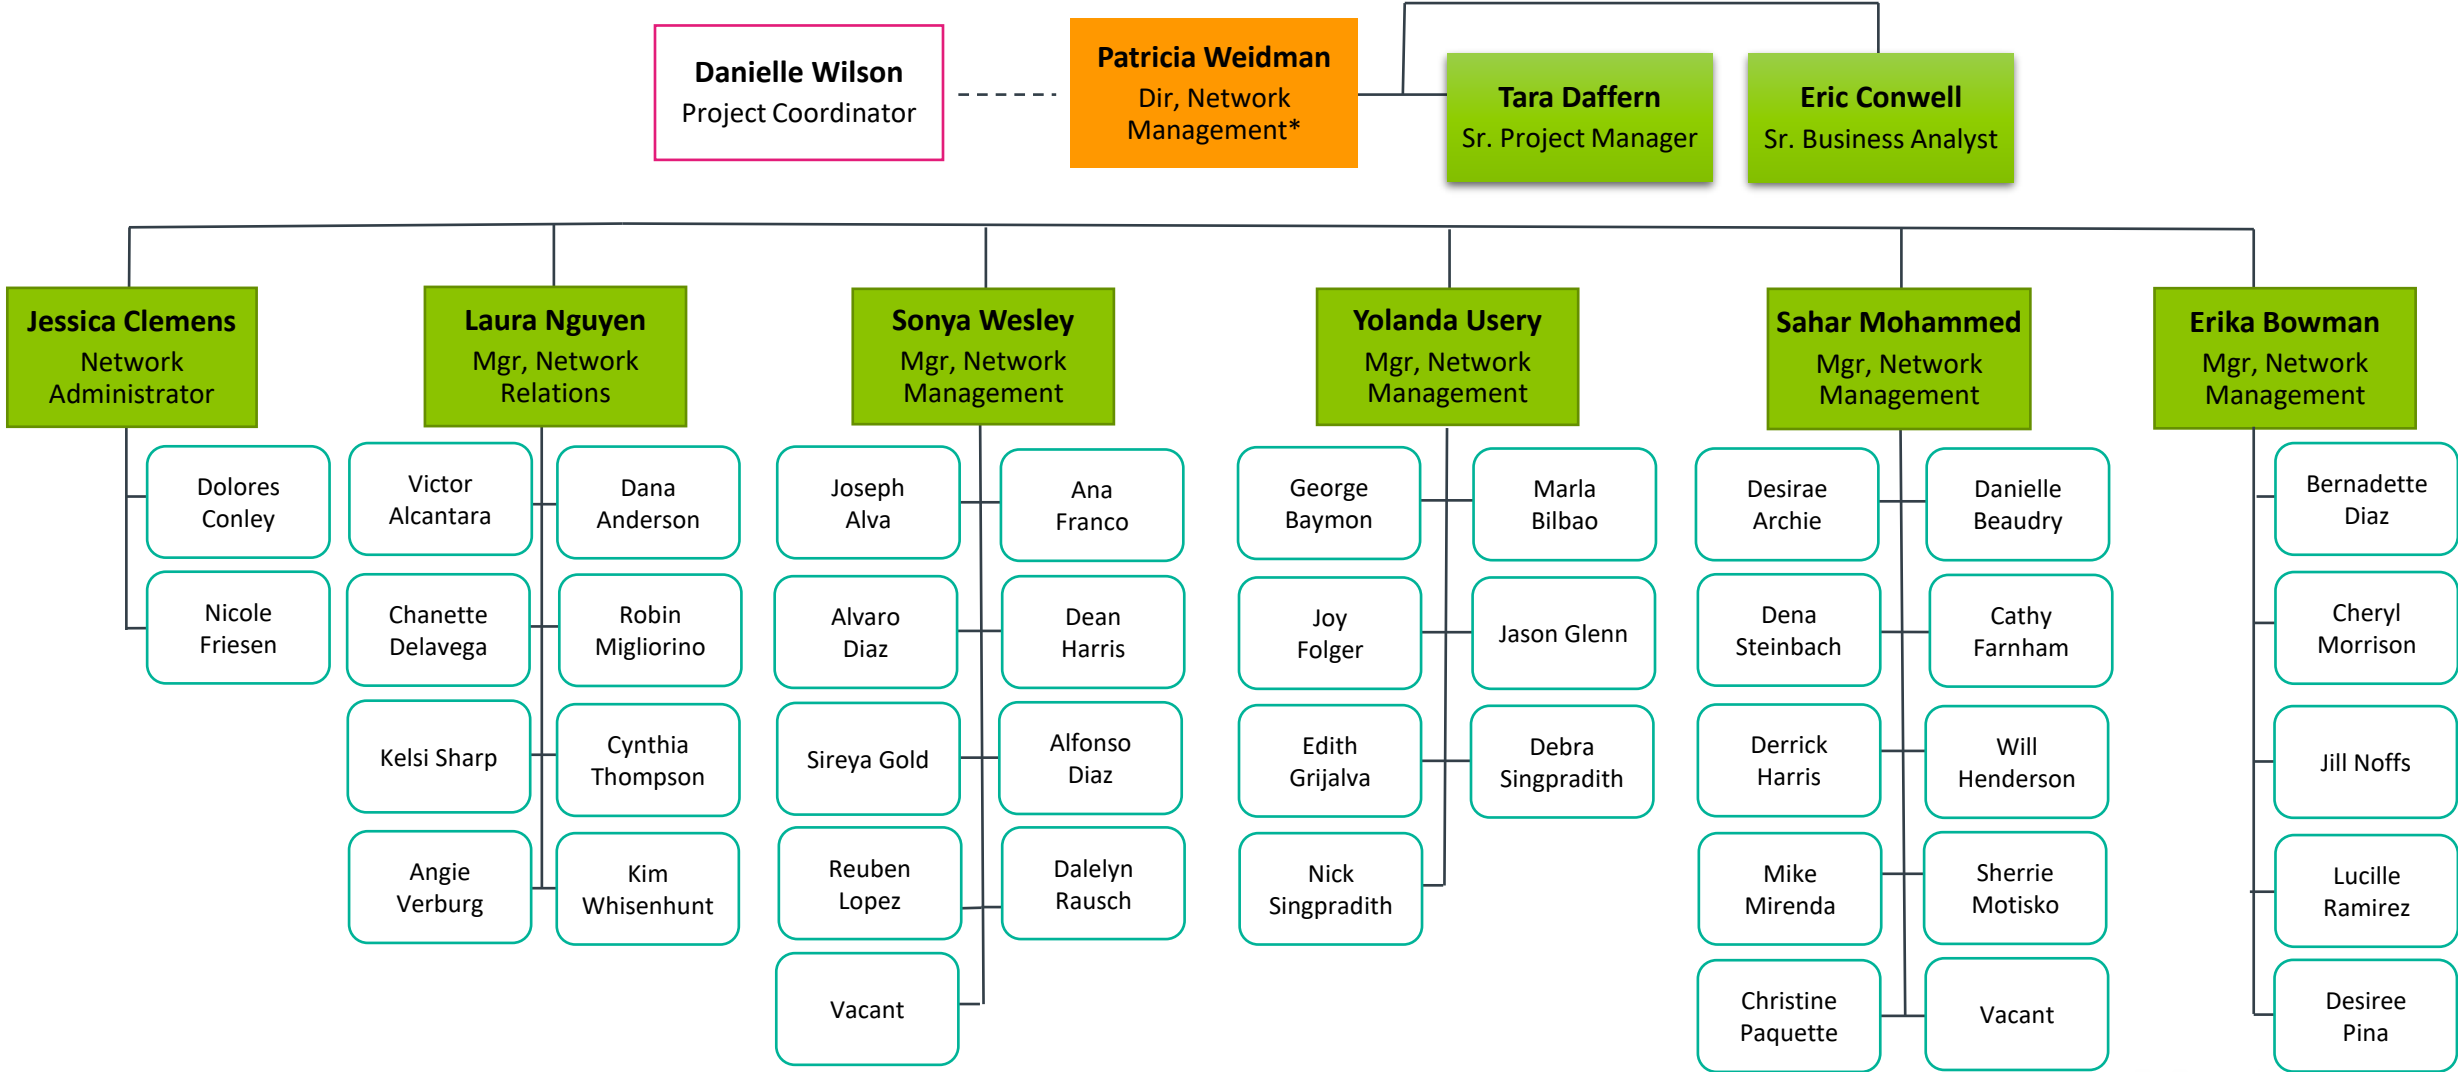 Danielle Wilson
Project Coordinator
Patricia Weidman
Dir, Network
Management*
Tara Daffern
Sr. Project Manager
Eric Conwell
Sr. Business Analyst
Jessica Clemens
Network
Administrator
Dolores
Conley
Nicole
Friesen
Laura Nguyen
Mgr, Network
Relations
Victor
Alcantara
Dana
Anderson
Chanette
Delavega
Robin
Migliorino
Kelsi Sharp
Cynthia
Thompson
Angie
Verburg
Kim
Whisenhunt
Sonya Wesley
Mgr, Network
Management
Joseph
Alva
Ana
Franco
Alvaro
Diaz
Dean
Harris
Sireya Gold
Alfonso
Diaz
Reuben
Lopez
Dalelyn
Rausch
Vacant
Yolanda Usery
Mgr, Network
Management
George
Baymon
Marla
Bilbao
Joy
Folger
Jason Glenn
Edith
Grijalva
Debra
Singpradith
Nick
Singpradith
Sahar Mohammed
Mgr, Network
Management
Desirae
Archie
Danielle
Beaudry
Dena
Steinbach
Cathy
Farnham
Derrick
Harris
Will
Henderson
Mike
Mirenda
Sherrie
Motisko
Christine
Paquette
Vacant
Erika Bowman
Mgr, Network
Management
Bernadette
Diaz
Cheryl
Morrison
Jill Noffs
Lucille
Ramirez
Desiree
Pina